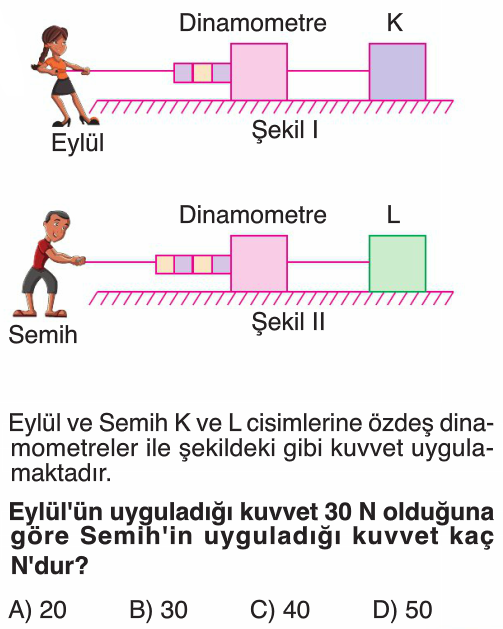 Dinamometre K
Eylül
Şekil I
Dinamometre L
Semih
Şekil II
Eylül ve Semih K ve L cisimlerine özdeş dina-
mometreler ile şekildeki gibi kuvvet uygula-
maktadır.
Eylül'ün uyguladığı kuvvet 30 N olduğuna
göre Semih'in uyguladığı kuvvet kaç
N'dur?
A) 20 B) 30 C) 40 D) 50